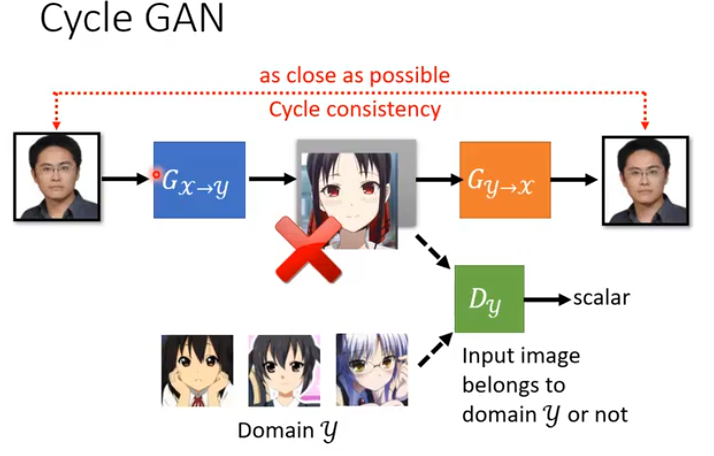 Cycle GAN
as close as possible
Cycle consistency
G𝒳→𝒴
G𝒴→𝒳
D𝒴
scalar
Input image
belongs to
domain 𝒴 or not
Domain 𝒴